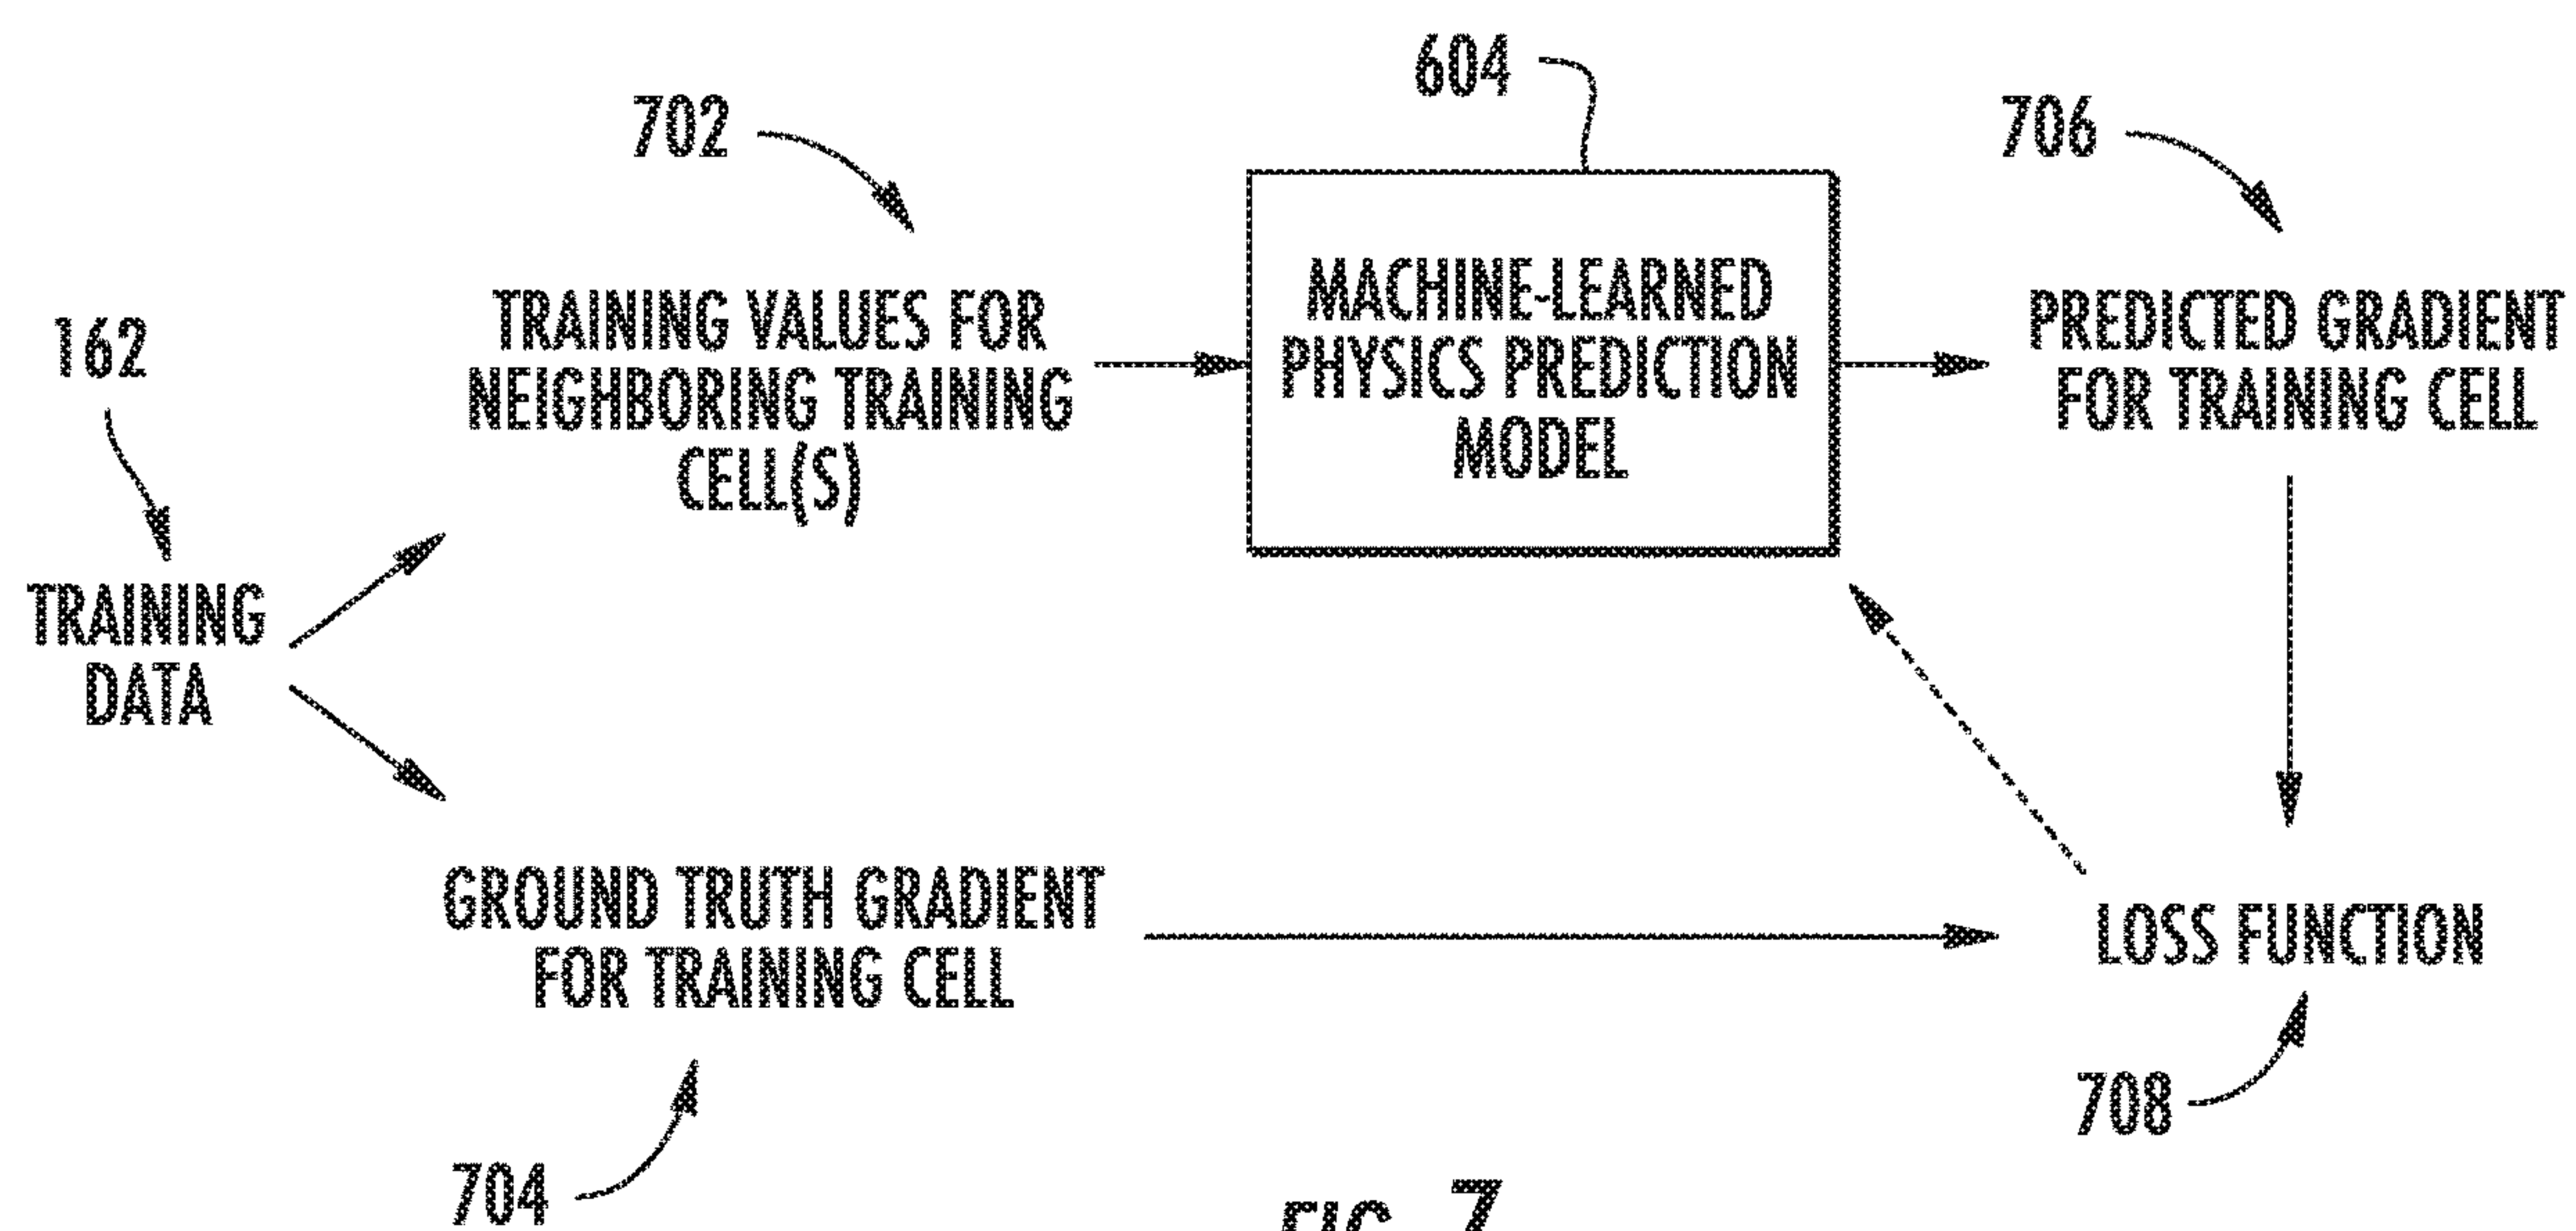 604
702
706
TRAINING VALUES FOR
NEIGHBORING TRAINING
CELL(S)
MACHINE-LEARNED
PHYSICS PREDICTION
MODEL
PREDICTED GRADIENT
FOR TRAINING CELL
162
TRAINING
DATA
GROUND TRUTH GRADIENT
FOR TRAINING CELL
LOSS FUNCTION
708
704
FIG. 7